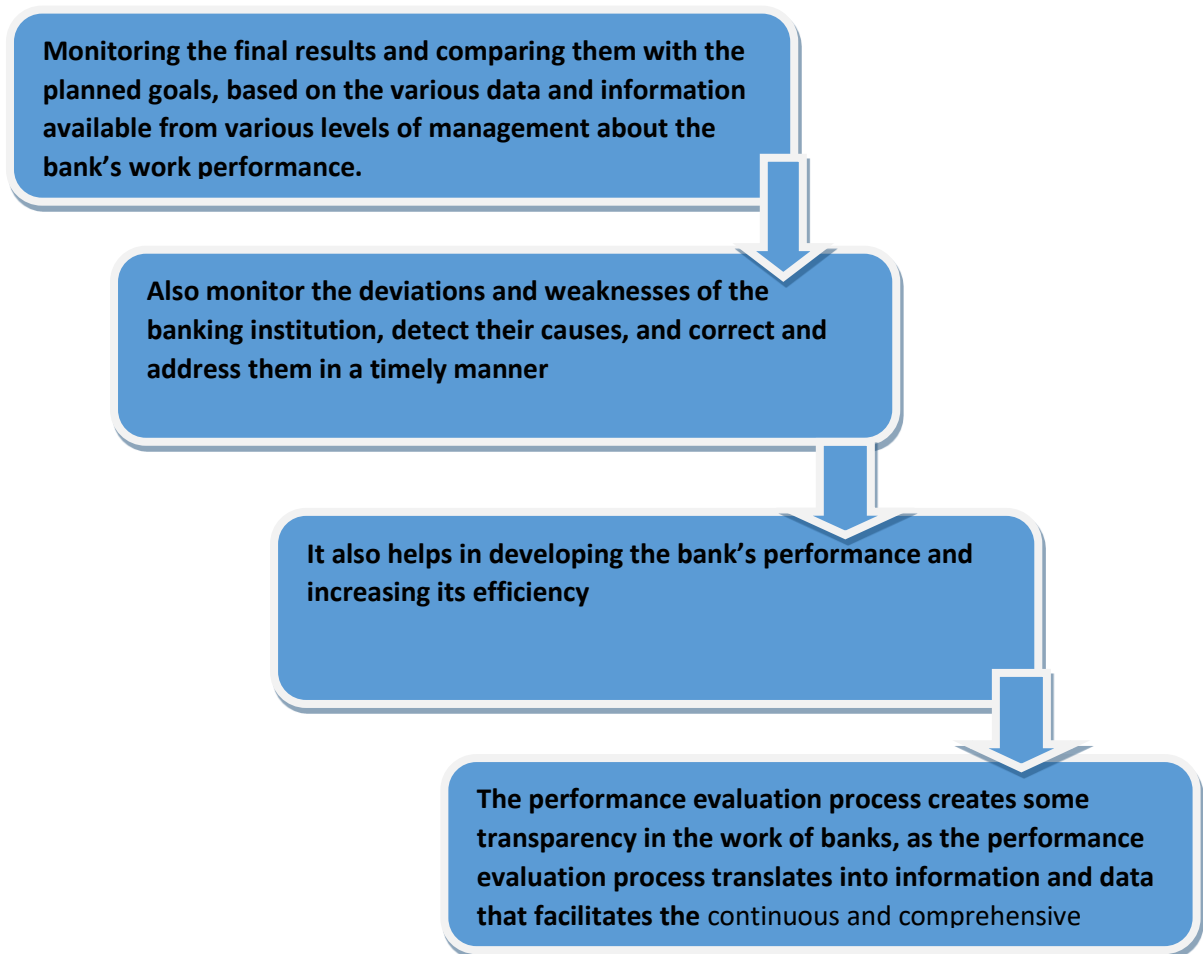 Monitoring the final results and comparing them with the
planned goals, based on the various data and information
available from various levels of management about the
bank’s work performance.
Also monitor the deviations and weaknesses of the
banking institution, detect their causes, and correct and
address them in a timely manner
It also helps in developing the bank’s performance and
increasing its efficiency
The performance evaluation process creates some
transparency in the work of banks, as the performance
evaluation process translates into information and data
that facilitates the continuous and comprehensive